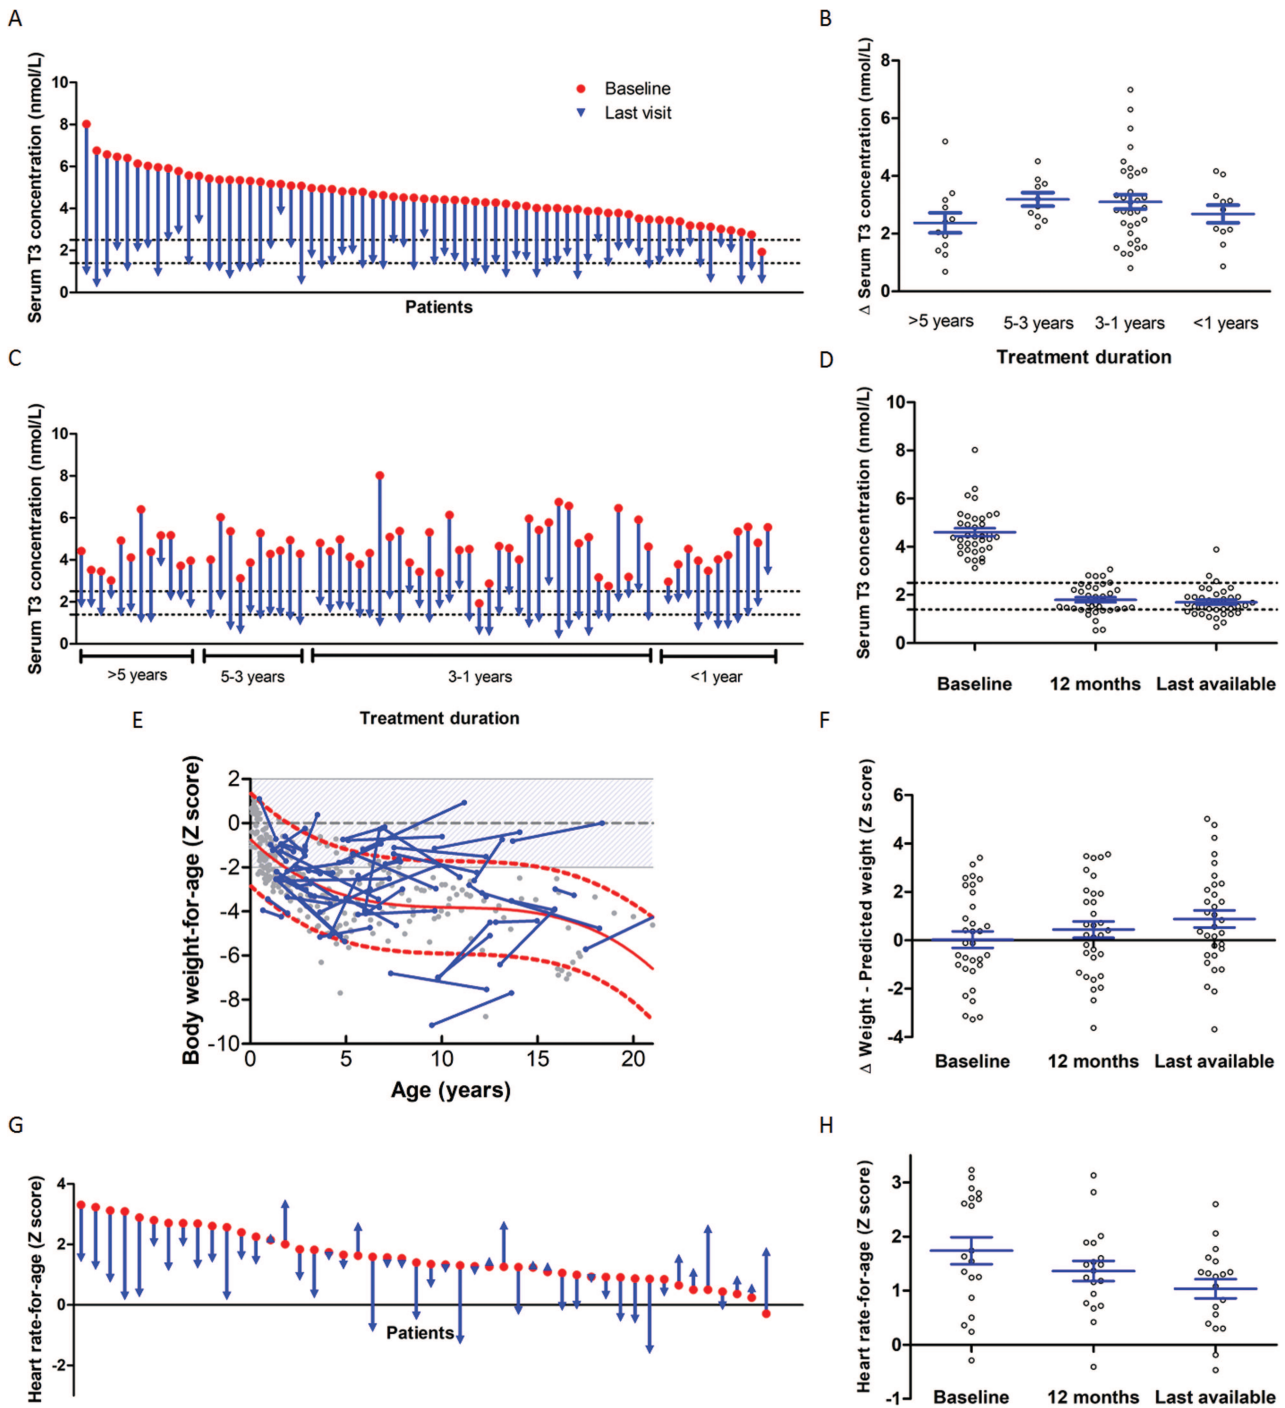 A
Serum T3 concentration (nmol/L)
10
8
6
4
2
0
Baseline
Last visit
Patients
B
Δ Serum T3 concentration (nmol/L)
8
6
4
2
0
>5 years
5-3 years
3-1 years
<1 years
Treatment duration
C
Serum T3 concentration (nmol/L)
10
8
6
4
2
0
>5 years
5-3 years
3-1 years
<1 year
Treatment duration
D
Serum T3 concentration (nmol/L)
10
8
6
4
2
0
Baseline
12 months
Last available
E
Body weight-for-age (Z score)
2
0
-2
-4
-6
-8
-10
0
5
10
15
20
Age (years)
F
Δ Weight - Predicted weight (Z score)
6
4
2
0
-2
-4
Baseline
12 months
Last available
G
Heart rate-for-age (Z score)
4
2
0
-2
Patients
H
Heart rate-for-age (Z score)
3
2
1
0
-1
Baseline
12 months
Last available